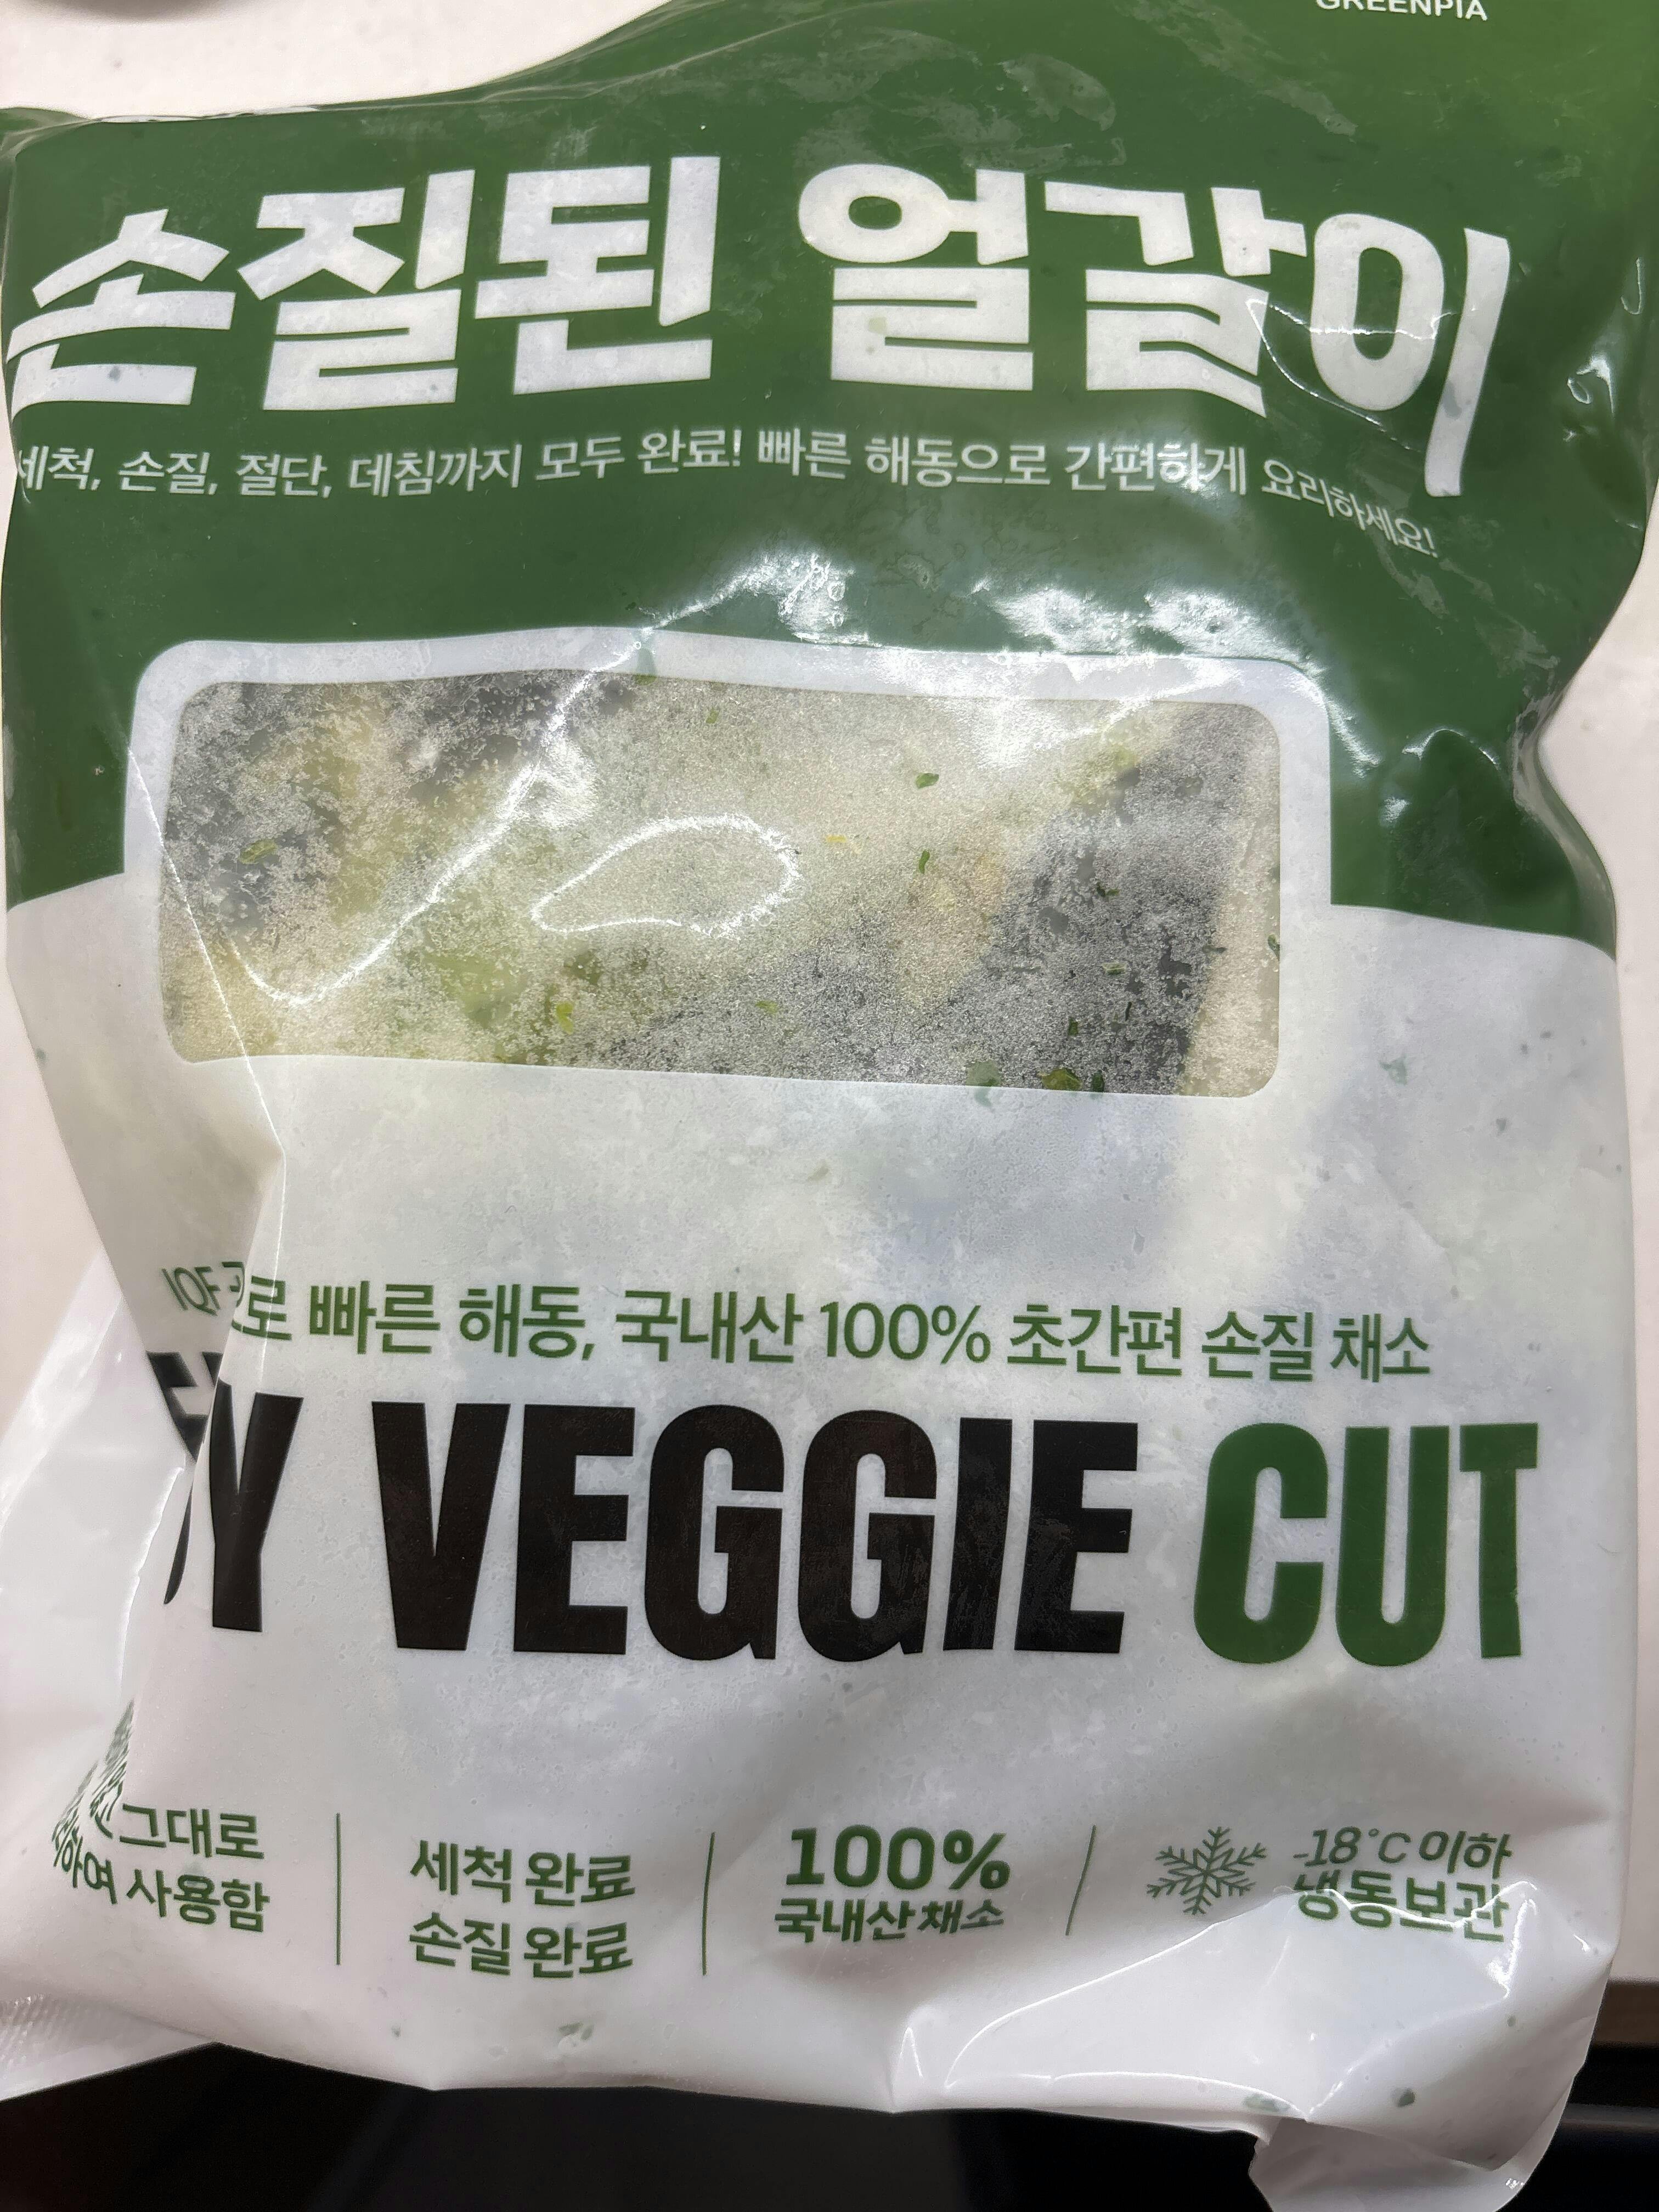 GREENPIA
손질된 얼갈이
세척, 손질, 절단, 데침까지 모두 완료! 빠른 해동으로 간편하게 요리하세요!
IQF 빠른 해동, 국내산 100% 초간편 손질 채소
VEGGIE CUT
그대로
사용함
세척 완료
손질 완료
100%
국내산 채소
-18°C 이하
냉동보관